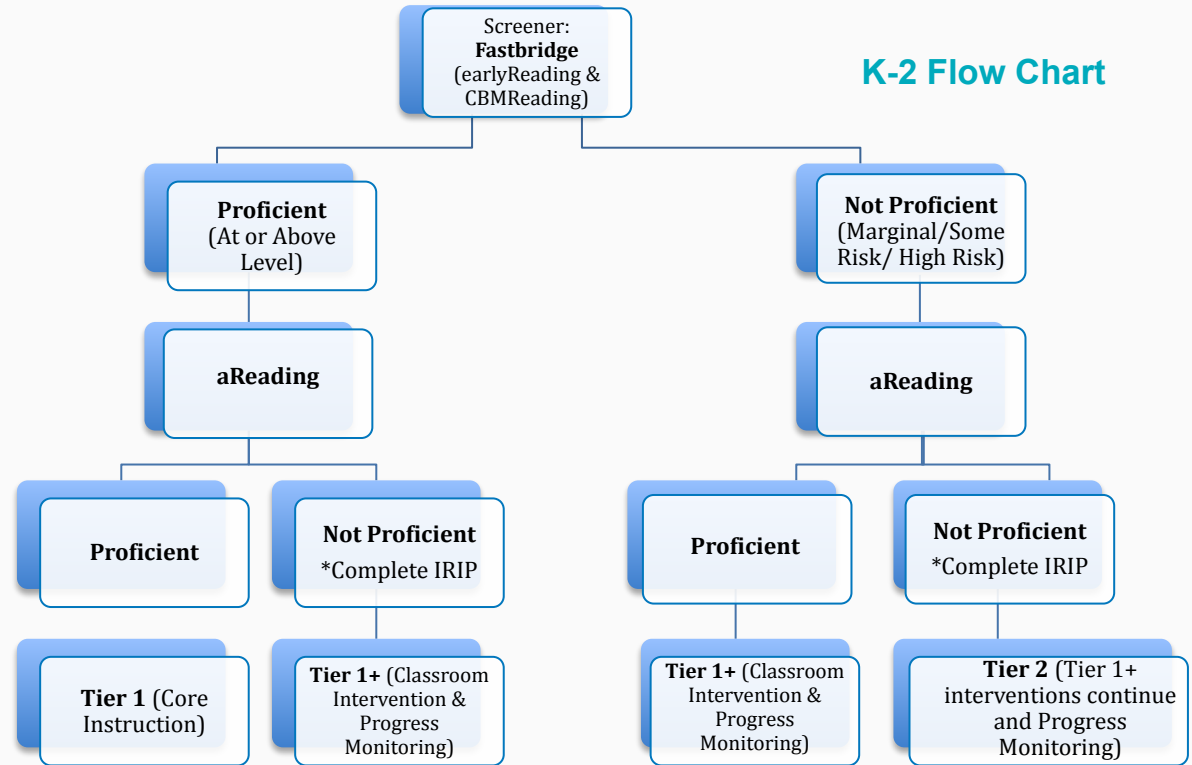 Screener:
Fastbridge
(earlyReading &
CBMReading)
K-2 Flow Chart
Proficient
(At or Above
Level)
Not Proficient
(Marginal/Some
Risk/ High Risk)
aReading
aReading
Proficient
Not Proficient
*Complete IRIP
Proficient
Not Proficient
*Complete IRIP
Tier 1 (Core
Instruction)
Tier 1+ (Classroom
Intervention &
Progress
Monitoring)
Tier 1+ (Classroom
Intervention &
Progress
Monitoring)
Tier 2 (Tier 1+
interventions continue
and Progress
Monitoring)